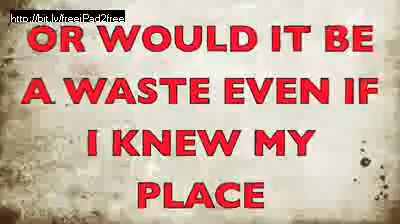 http://bit.ly/freeiPad2free
OR WOULD IT BE
A WASTE EVEN IF
I KNEW MY
PLACE